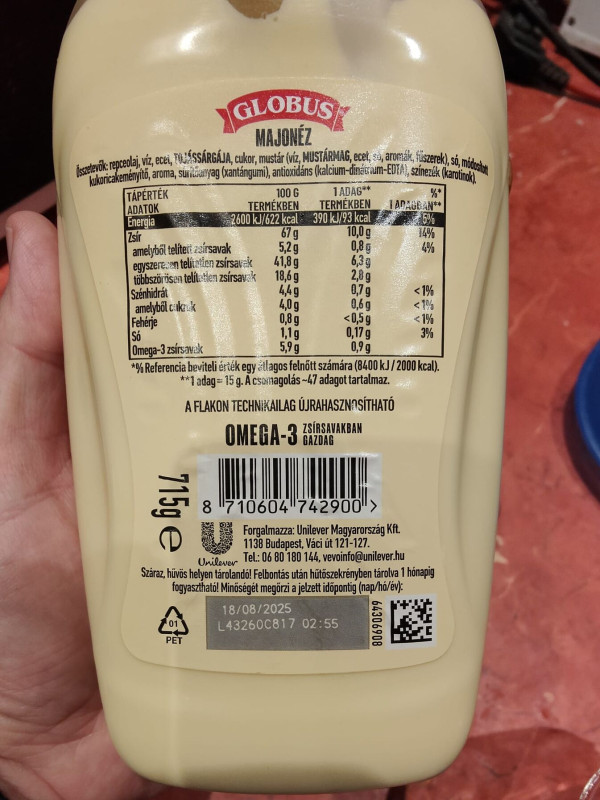 GLOBUS
MAJONÉZ
Összetevők: repceolaj, víz, ecet, TOJÁSSÁRGÁJA, cukor, mustár (víz, MUSTÁRMAG, ecet, só, aromák, fűszerek), só, módosított
kukoricakeményítő, aroma, sűrítőanyag (xantángumi), antioxidáns (kalcium-dinátrium-EDTA), színezék (karotinok).
TÁPÉRTÉK ADATOK 100 G TERMÉKBEN 1 ADAG** TERMÉKBEN %* 1 ADAGBAN**
Energia 2600 kJ/622 kcal 390 kJ/93 kcal 5%
Zsír 67 g 10,0 g 14%
amelyből telített zsírsavak 5,2 g 0,8 g 4%
egyszeresen telítetlen zsírsavak 41,8 g 6,3 g
többszörösen telítetlen zsírsavak 18,6 g 2,8 g
Szénhidrát 4,4 g 0,7 g <1%
amelyből cukrok 4,0 g 0,6 g <1%
Fehérje 0,8 g <0,5 g <1%
Só 1,1 g 0,17 g 3%
Omega-3 zsírsavak 5,9 g 0,9 g
*% Referencia beviteli érték egy átlagos felnőtt számára (8400 kJ / 2000 kcal).
**1 adag = 15 g. A csomagolás ~47 adagot tartalmaz.
A FLAKON TECHNIKAILAG ÚJRAHASZNOSÍTHATÓ
OMEGA-3 ZSÍRSAVAKBAN GAZDAG
8 710604 742900 >
715g e
Unilever
Forgalmazza: Unilever Magyarország Kft.
1138 Budapest, Váci út 121-127.
Tel.: 06 80 180 144, vevoinfo@unilever.hu
Száraz, hűvös helyen tárolandó! Felbontás után hűtőszekrényben tárolva 1 hónapig
fogyasztható! Minőségét megőrzi a jelzett időpontig (nap/hó/év):
18/08/2025
L43260C817 02:55
64306908
01
PET